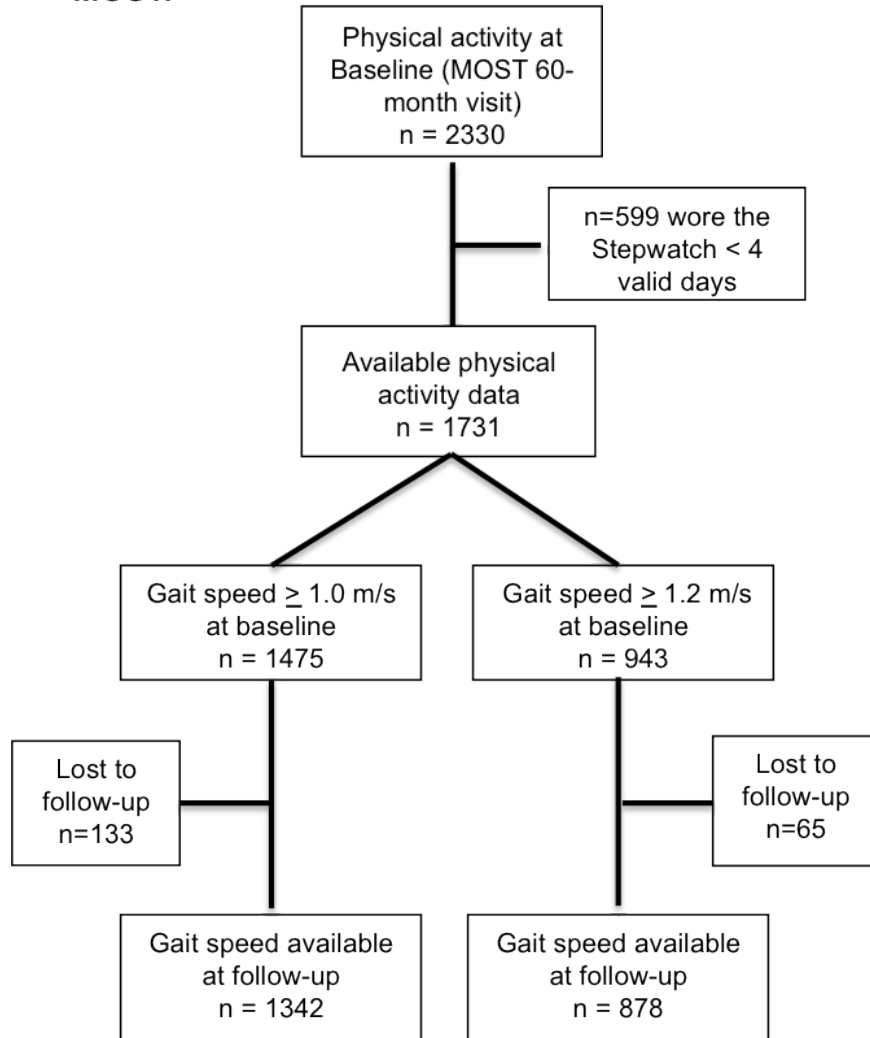 Physical activity at
Baseline (MOST 60-
month visit)
n = 2330
n=599 wore the
Stepwatch < 4
valid days
Available physical
activity data
n = 1731
Gait speed ≥ 1.0 m/s
at baseline
n = 1475
Gait speed ≥ 1.2 m/s
at baseline
n = 943
Lost to
follow-up
n=133
Lost to
follow-up
n=65
Gait speed available
at follow-up
n = 1342
Gait speed available
at follow-up
n = 878